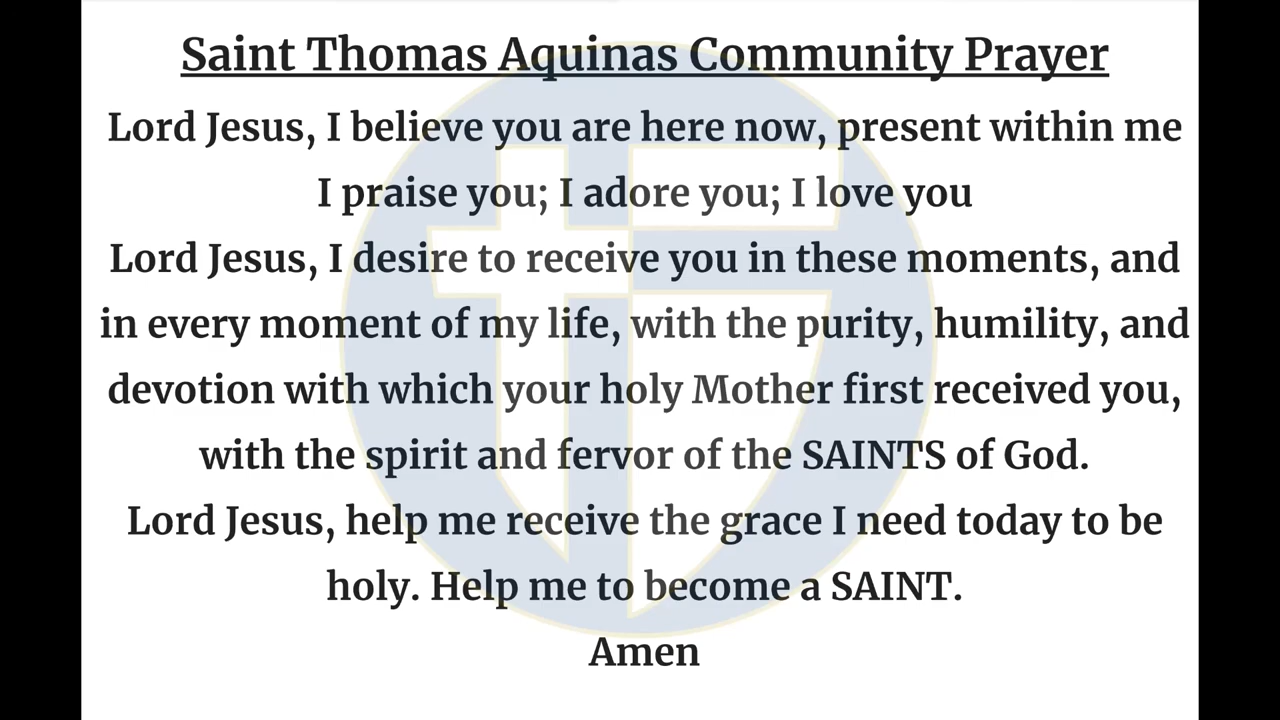 Saint Thomas Aquinas Community Prayer
Lord Jesus, I believe you are here now, present within me
I praise you; I adore you; I love you
Lord Jesus, I desire to receive you in these moments, and
in every moment of my life, with the purity, humility, and
devotion with which your holy Mother first received you,
with the spirit and fervor of the SAINTS of God.
Lord Jesus, help me receive the grace I need today to be
holy. Help me to become a SAINT.
Amen